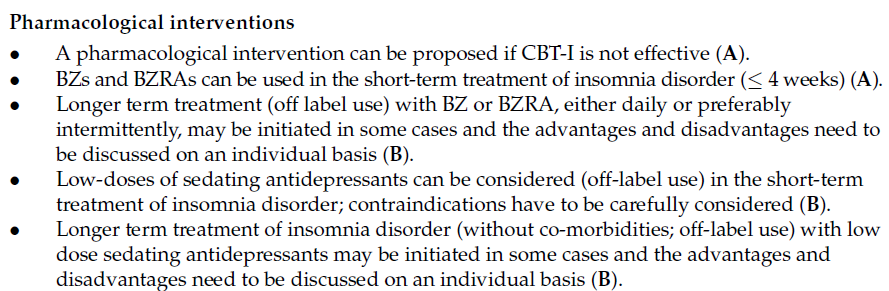 Pharmacological interventions
● A pharmacological intervention can be proposed if CBT-I is not effective (A).
● BZs and BZRAs can be used in the short-term treatment of insomnia disorder (≤ 4 weeks) (A).
● Longer term treatment (off label use) with BZ or BZRA, either daily or preferably
intermittently, may be initiated in some cases and the advantages and disadvantages need to
be discussed on an individual basis (B).
● Low-doses of sedating antidepressants can be considered (off-label use) in the short-term
treatment of insomnia disorder; contraindications have to be carefully considered (B).
● Longer term treatment of insomnia disorder (without co-morbidities; off-label use) with low
dose sedating antidepressants may be initiated in some cases and the advantages and
disadvantages need to be discussed on an individual basis (B).